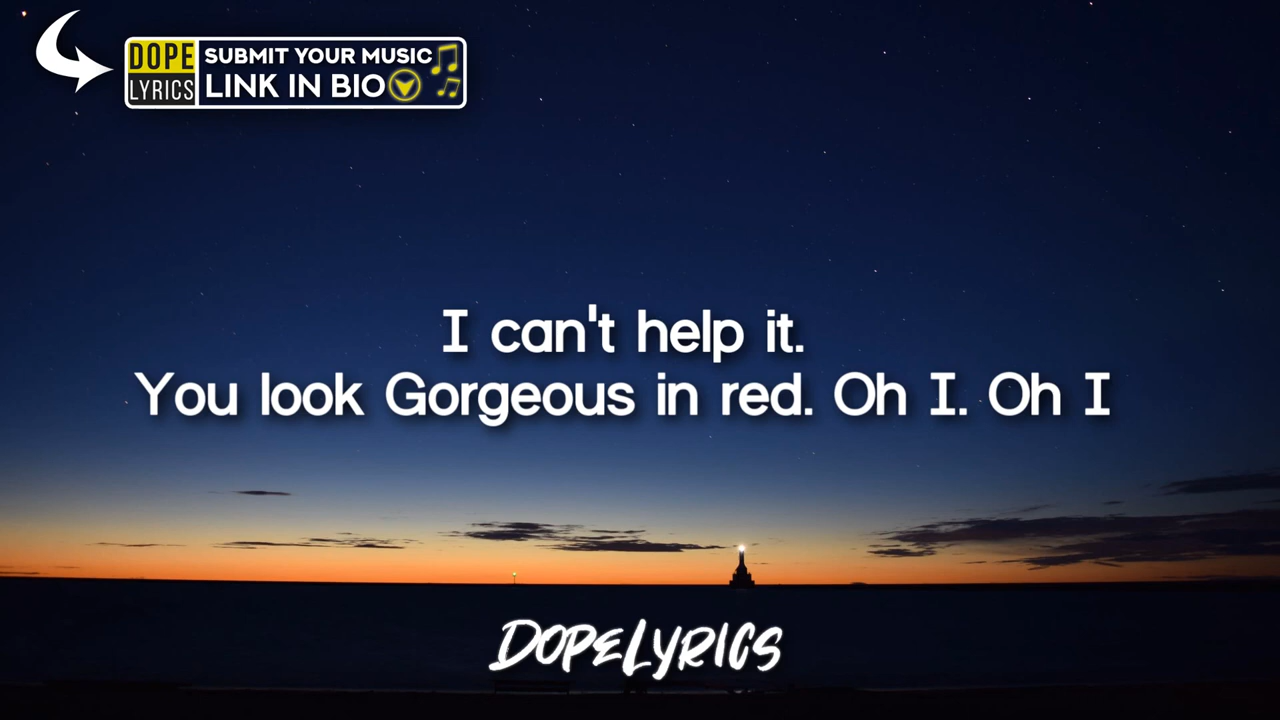 DOPE
LYRICS
SUBMIT YOUR MUSIC
LINK IN BIO
I can't help it.
You look Gorgeous in red. Oh I. Oh I
DOPELYRICS